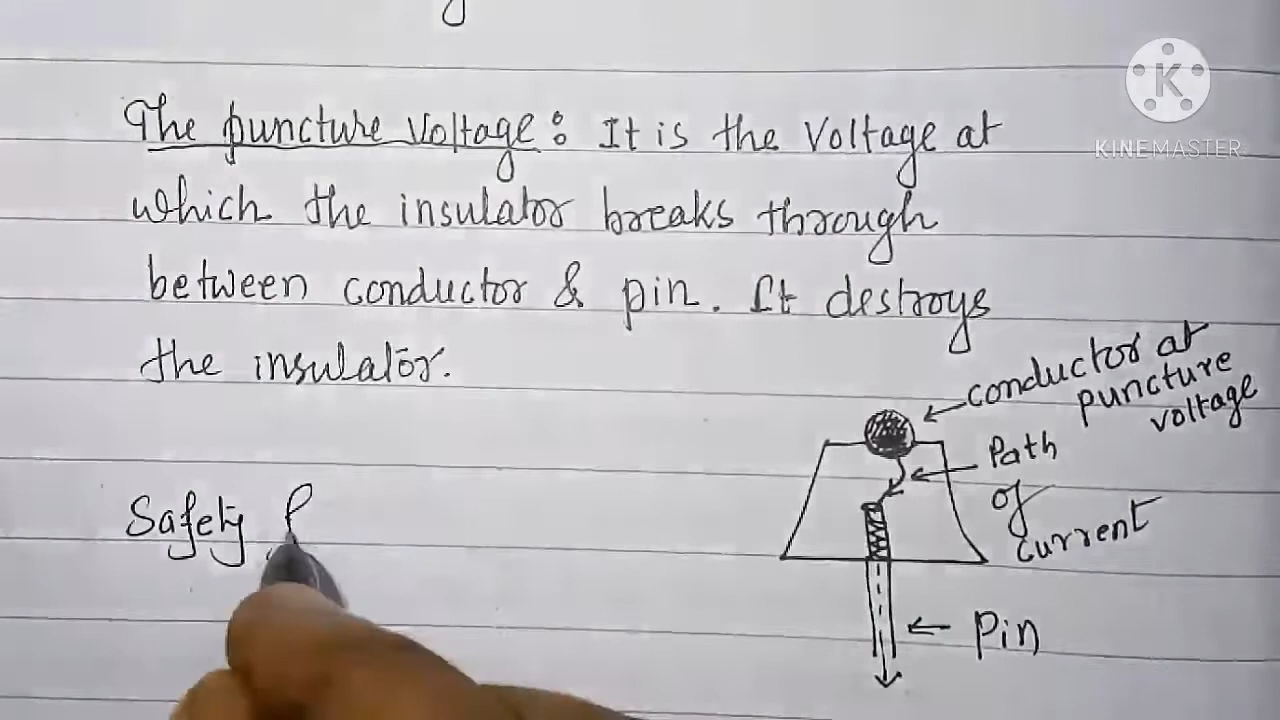 The puncture voltage: It is the voltage at
which the insulator breaks through
between conductor & pin. It destroys
the insulator.
conductor at
puncture
voltage
Path
of
current
Safety
Pin
K
KINEMASTER